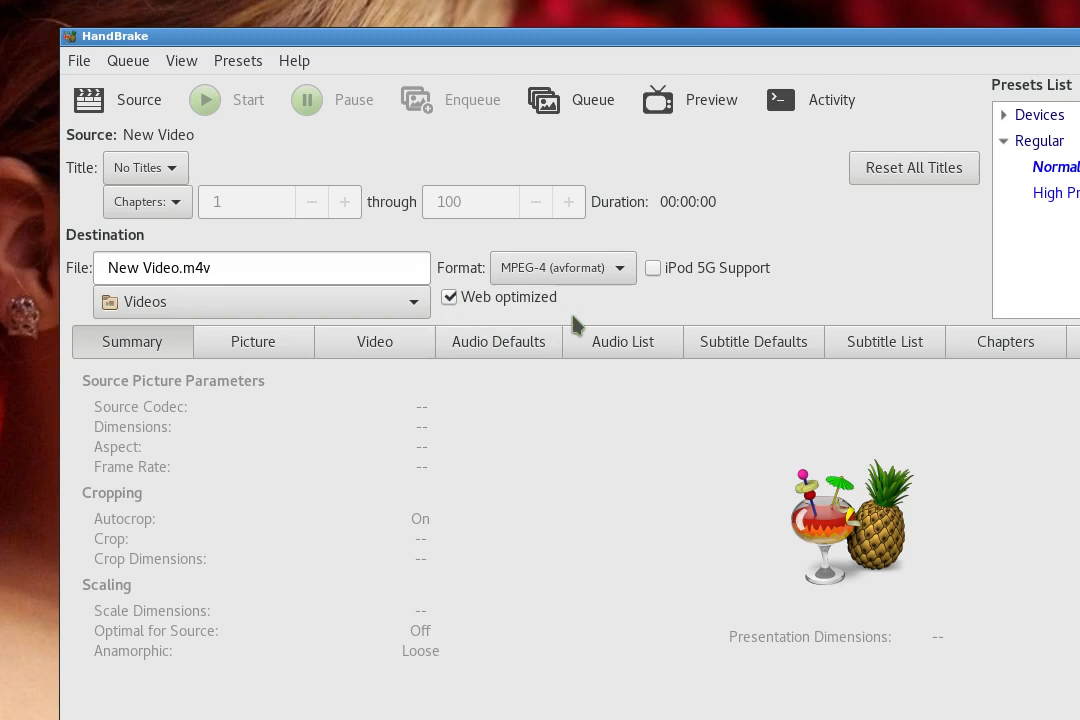 HandBrake
File Queue View Presets Help
Source Start Pause Enqueue Queue Preview Activity
Presets List
Source: New Video
Devices
Regular
Title: No Titles Reset All Titles
Chapters: 1 through 100 Duration: 00:00:00
Destination
File: New Video.m4v Format: MPEG-4 (avformat) iPod 5G Support
Videos Web optimized
Summary Picture Video Audio Defaults Audio List Subtitle Defaults Subtitle List Chapters
Source Picture Parameters
Source Codec: --
Dimensions: --
Aspect: --
Frame Rate: --
Cropping
Autocrop: On
Crop: --
Crop Dimensions: --
Scaling
Scale Dimensions: --
Optimal for Source: Off
Anamorphic: Loose
Presentation Dimensions: --
Normal
High Pr